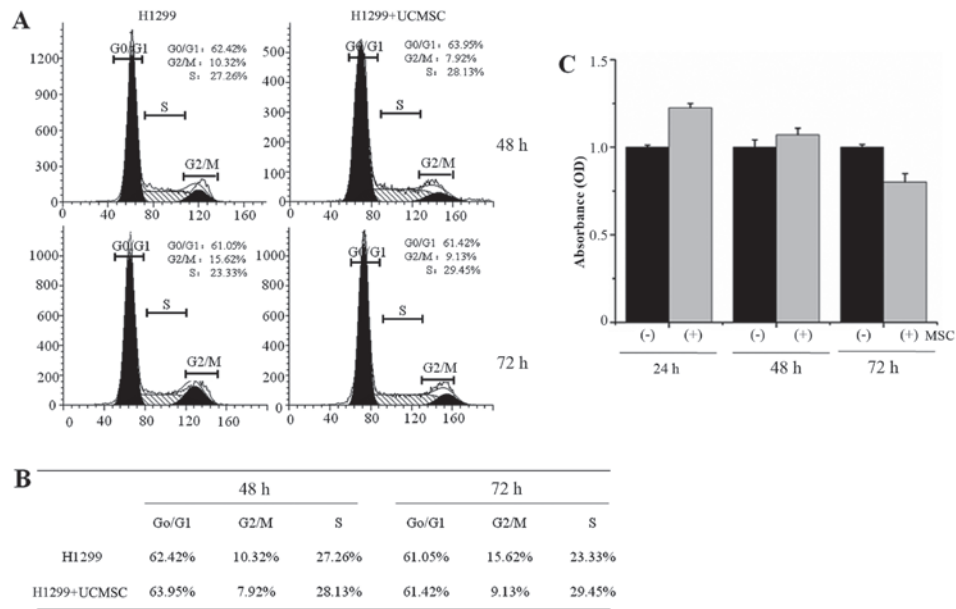 A
H1299
H1299+UCMSC
G0/G1
G0/G1: 62.42%
G2/M: 10.32%
S: 27.26%
S
G2/M
1200
900
600
300
0
0 40 80 120 160
G0/G1
G0/G1: 63.95%
G2/M: 7.92%
S: 28.13%
S
G2/M
500
400
300
200
100
0
0 40 80 120 160 200
48 h
G0/G1
G0/G1: 61.05%
G2/M: 15.62%
S: 23.33%
S
G2/M
1000
800
600
400
200
0
0 40 80 120 160
G0/G1
G0/G1: 61.42%
G2/M: 9.13%
S: 29.45%
S
G2/M
1000
800
600
400
200
0
0 40 80 120 160
72 h
C
Absorbance (OD)
1.5
1.0
0.5
0
(-) (+) (-) (+) (-) (+) MSC
24 h 48 h 72 h
B
48 h 72 h
Go/G1 G2/M S Go/G1 G2/M S
H1299 62.42% 10.32% 27.26% 61.05% 15.62% 23.33%
H1299+UCMSC 63.95% 7.92% 28.13% 61.42% 9.13% 29.45%